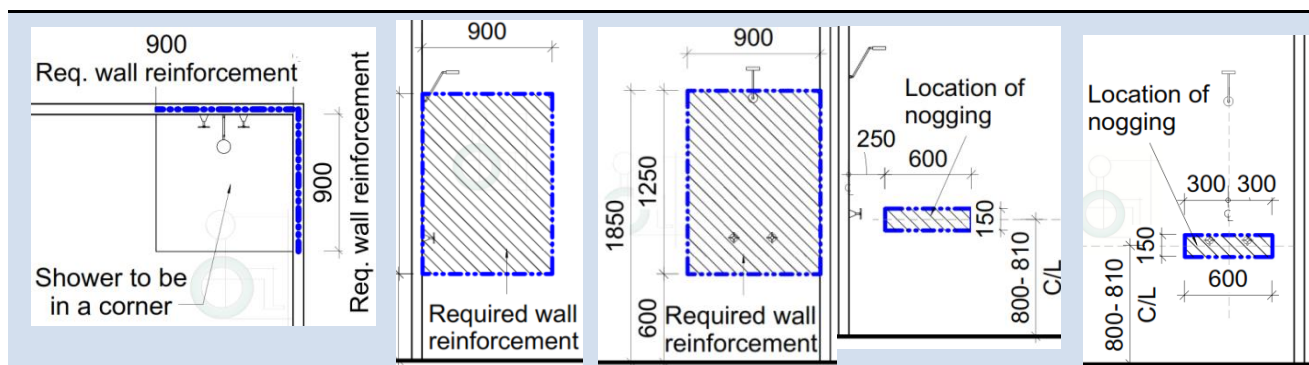 900
Req. wall reinforcement
900
Req. wall reinforcement
Shower to be
in a corner
900
Required wall
reinforcement
900
1850
1250
600
Required wall
reinforcement
Location of
nogging
250
600
150
800- 810
C/L
Location of
nogging
300 300
150
600
800- 810
C/L